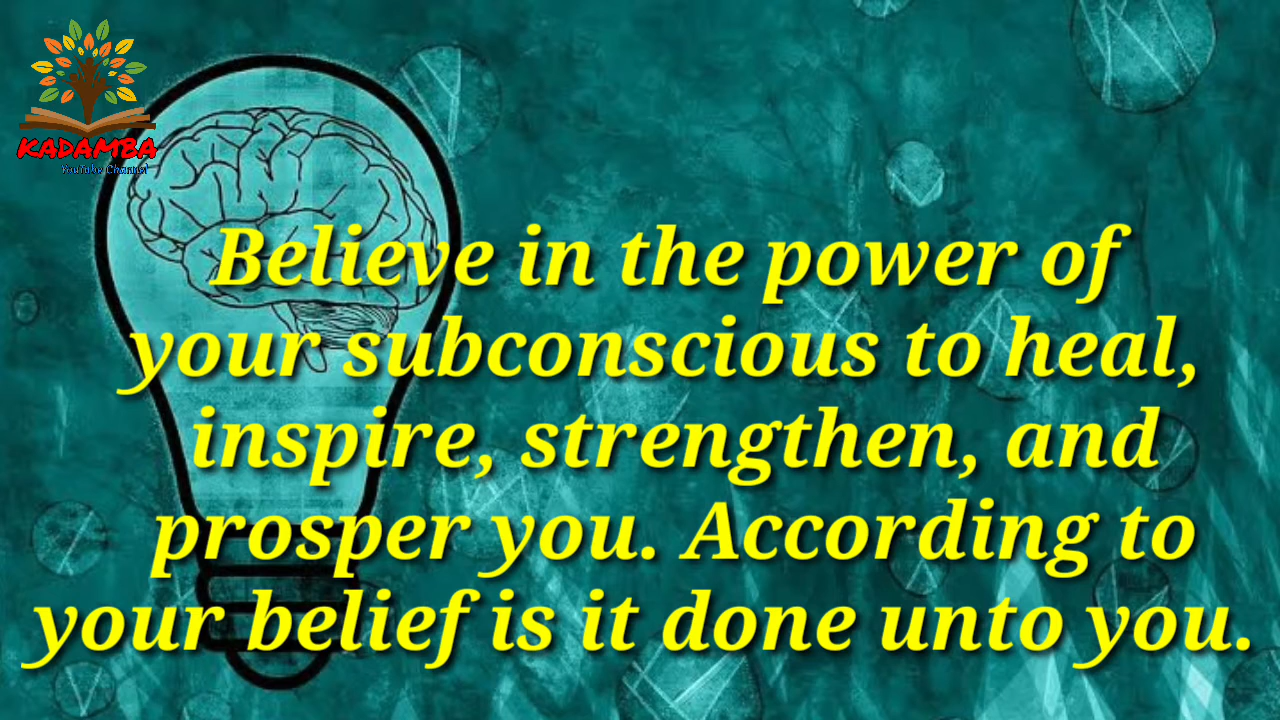 KADAMBA
YouTube Channel
Believe in the power of
your subconscious to heal,
inspire, strengthen, and
prosper you. According to
your belief is it done unto you.